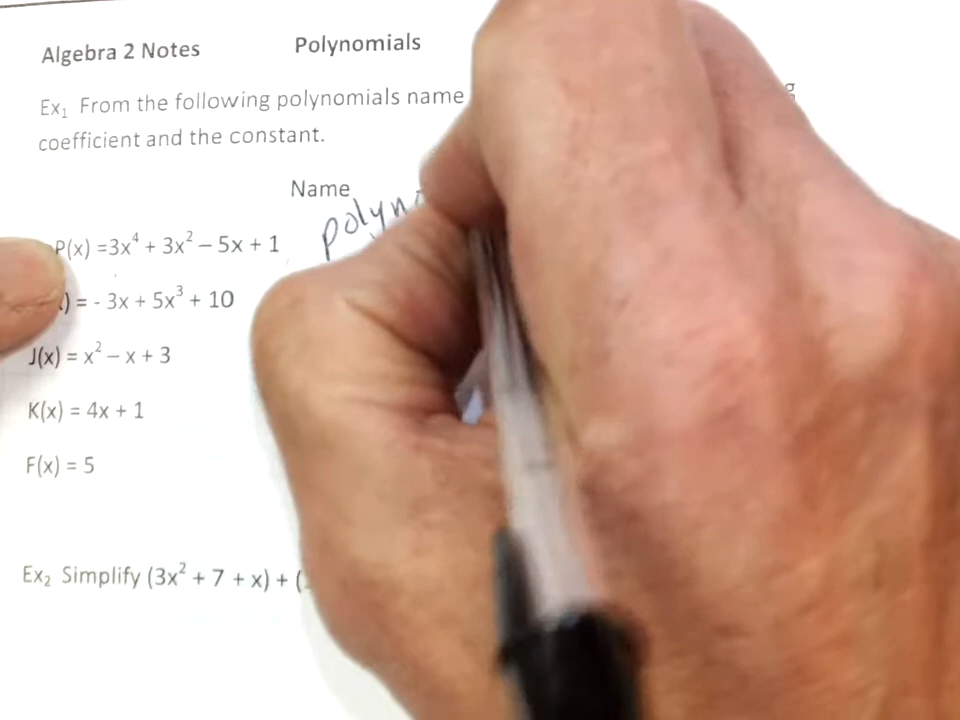 Algebra 2 Notes Polynomials
Ex₁ From the following polynomials name
coefficient and the constant.
Name
P(x) =3x⁴ + 3x² – 5x + 1 polyn
) = - 3x + 5x³ + 10
J(x) = x² – x + 3
K(x) = 4x + 1
F(x) = 5
Ex₂ Simplify (3x² + 7 + x) + (